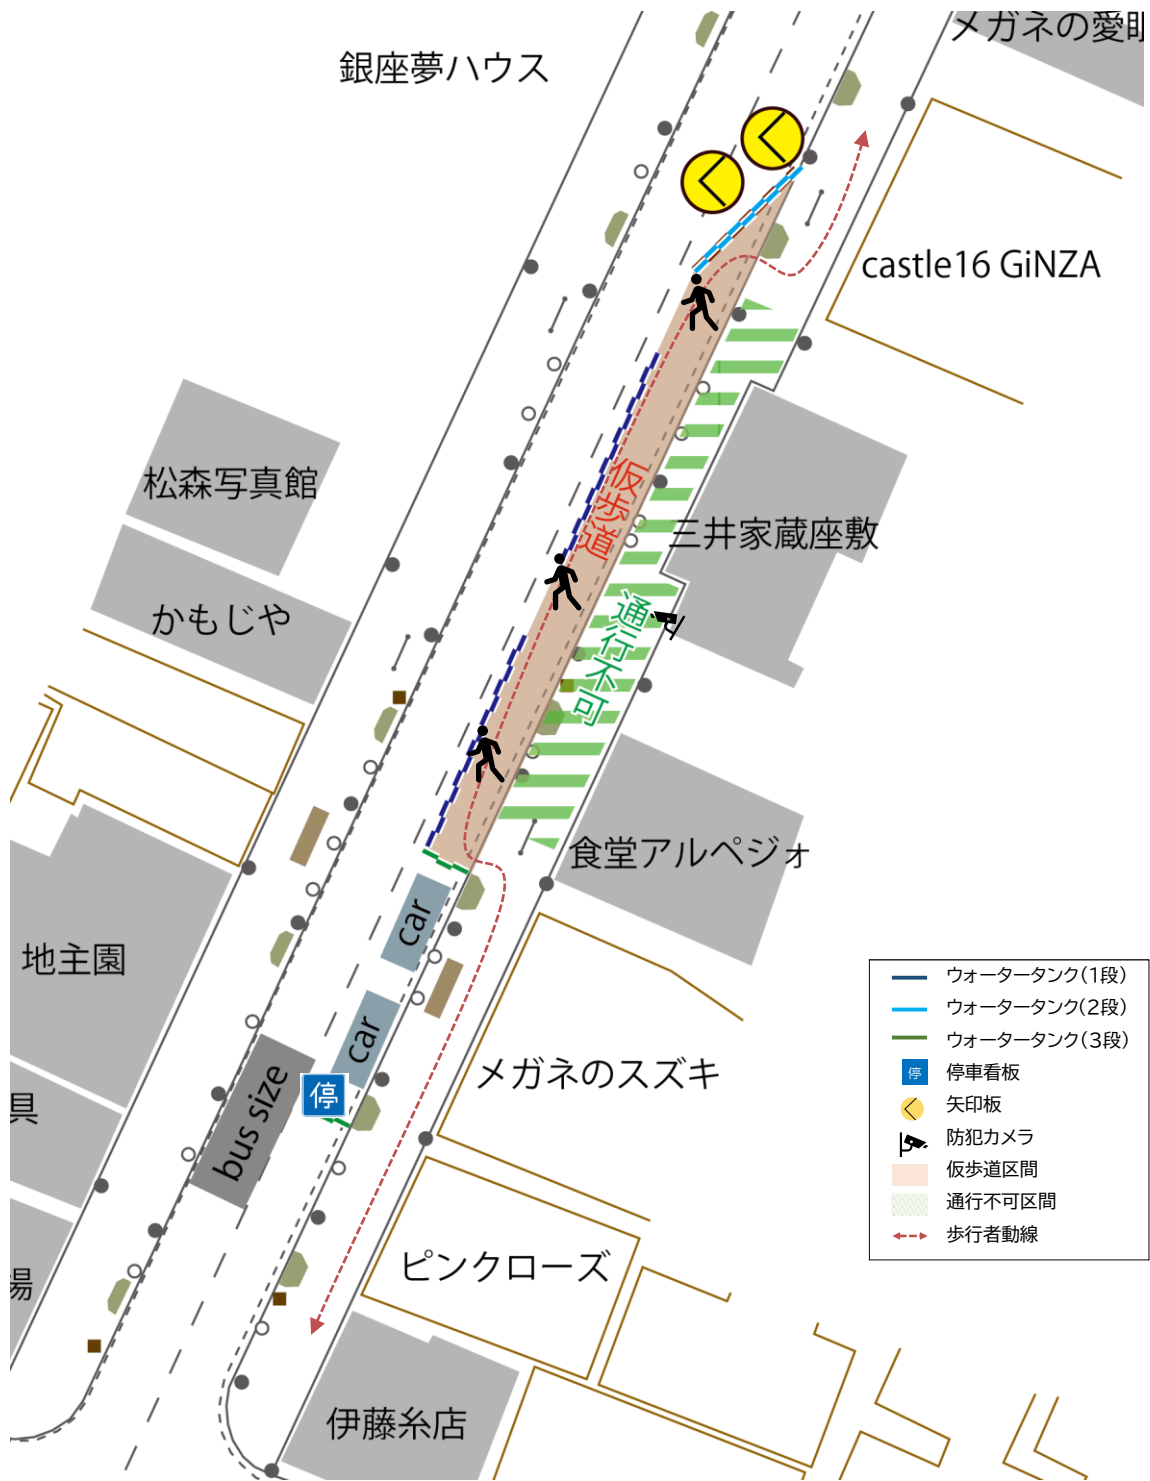 メガネの愛眼
銀座夢ハウス
castle16 GiNZA
松森写真館
仮歩道
三井家蔵座敷
かもじや
通行不可
食堂アルペジオ
car
地主園
car
メガネのスズキ
停
bus size
具
ピンクローズ
場
伊藤糸店
ウォータータンク(1段)
ウォータータンク(2段)
ウォータータンク(3段)
停 停車看板
矢印板
防犯カメラ
仮歩道区間
通行不可区間
歩行者動線